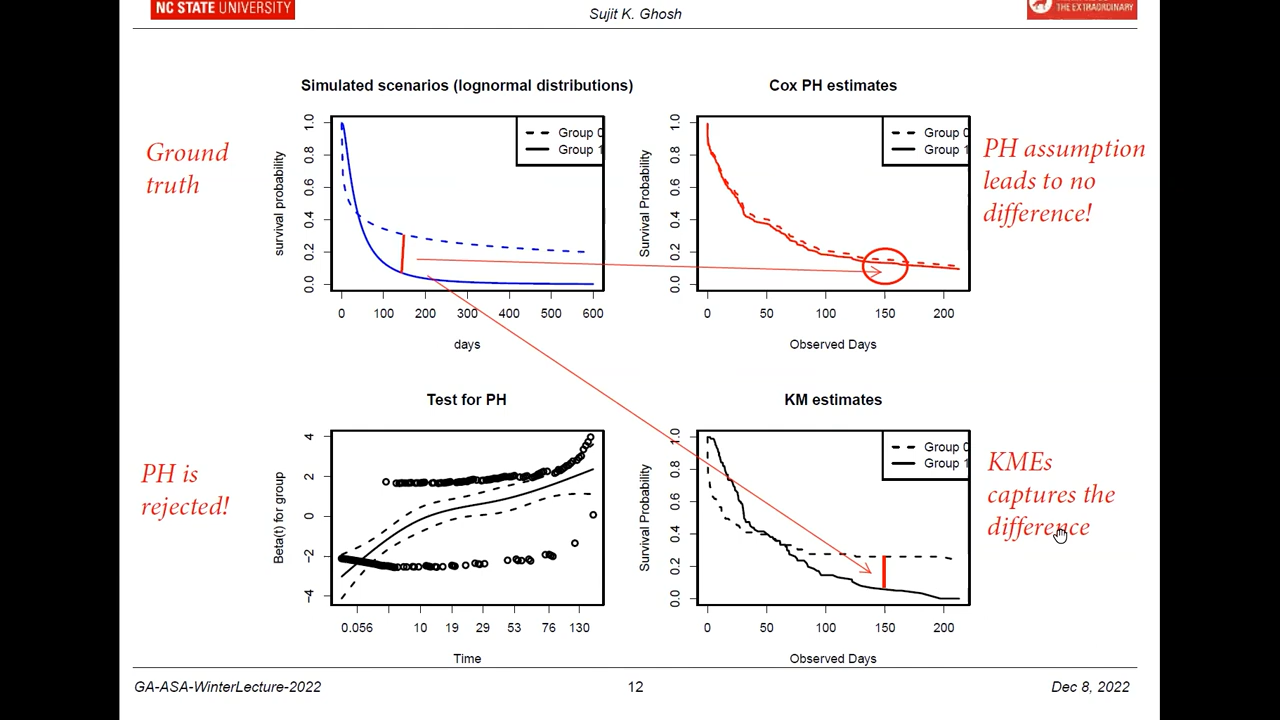 NC STATE UNIVERSITY
Sujit K. Ghosh
THE EXTRAORDINARY
Simulated scenarios (lognormal distributions)
Ground
truth
survival probability
1.0
0.8
0.6
0.4
0.2
0.0
Group 0
Group 1
0 100 200 300 400 500 600
days
Cox PH estimates
Survival Probability
1.0
0.8
0.6
0.4
0.2
0.0
Group 0
Group 1
0 50 100 150 200
Observed Days
PH assumption
leads to no
difference!
Test for PH
PH is
rejected!
Beta(t) for group
4
2
0
−2
−4
0.056 10 19 29 53 76 130
Time
KM estimates
Survival Probability
1.0
0.8
0.6
0.4
0.2
0.0
Group 0
Group 1
0 50 100 150 200
Observed Days
KMEs
captures the
difference
GA-ASA-WinterLecture-2022
12
Dec 8, 2022